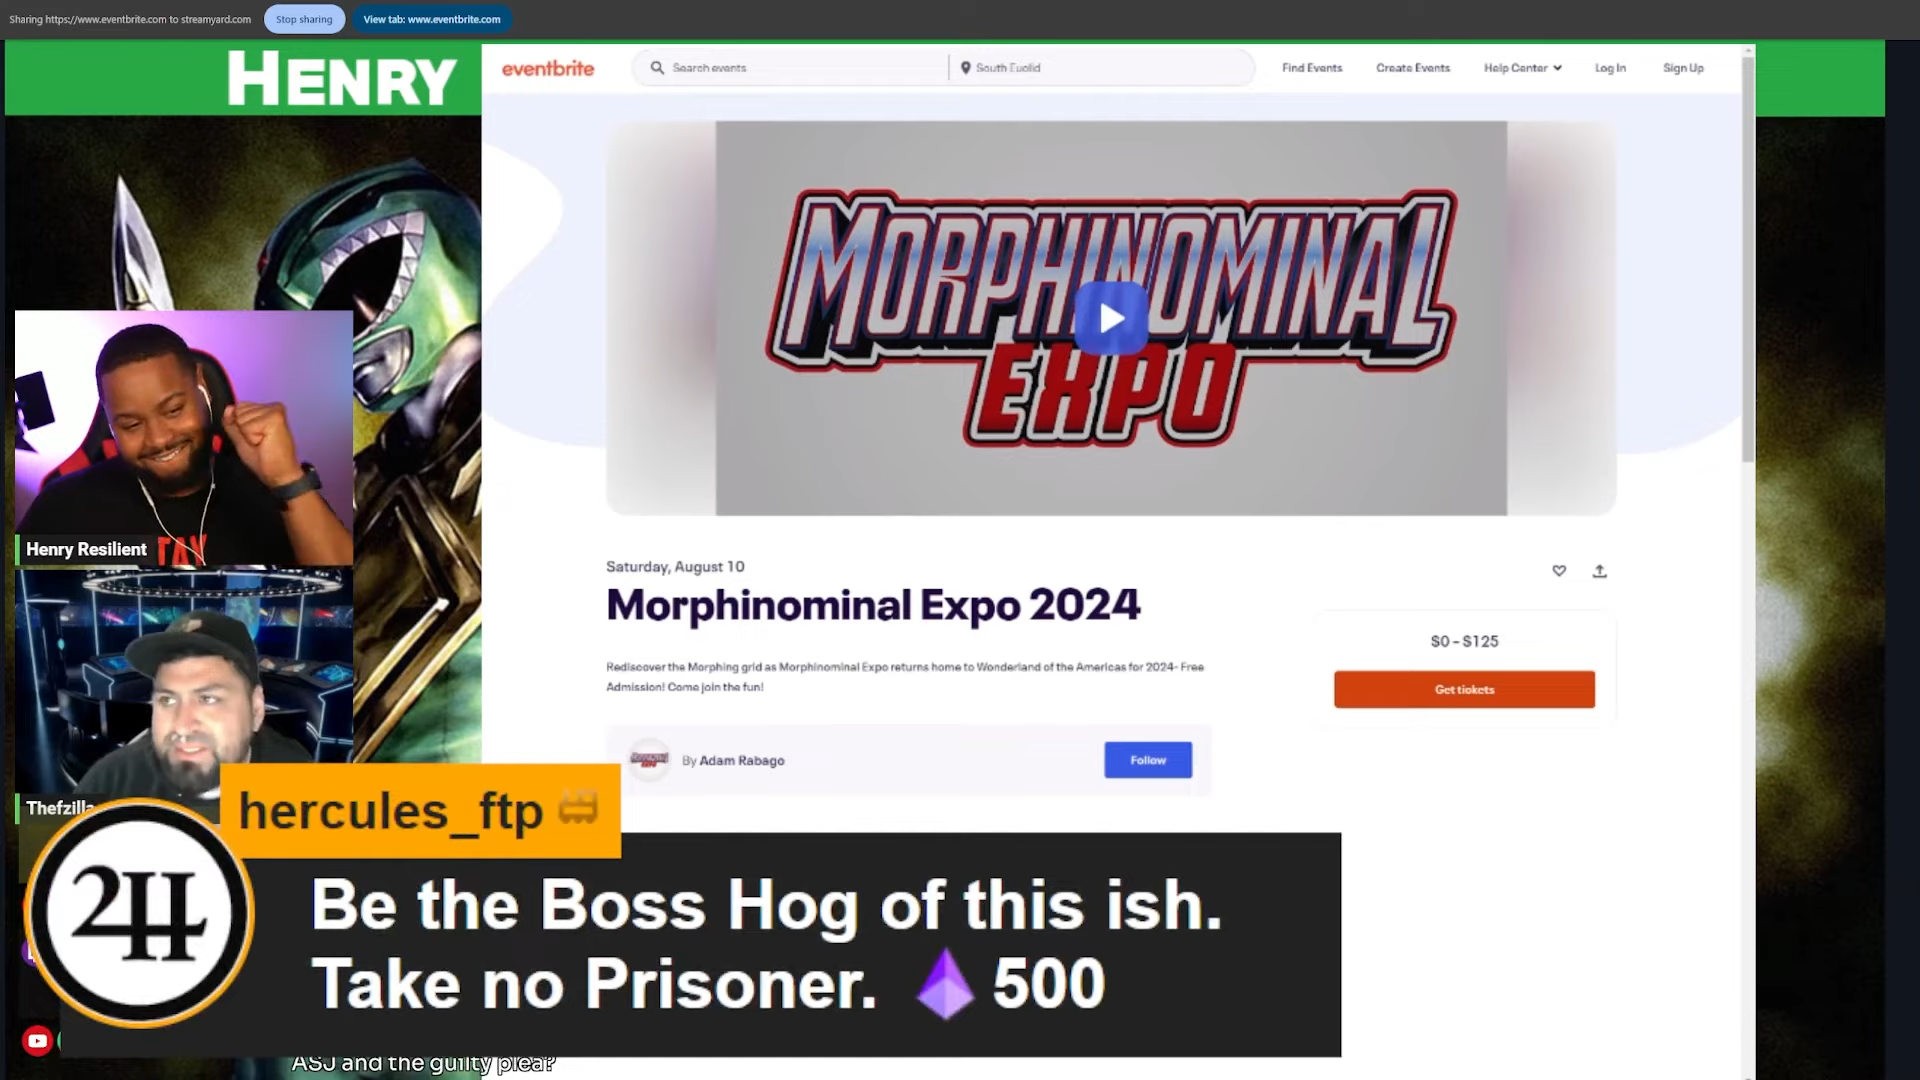 Sharing https://www.eventbrite.com to streamyard.com
Stop sharing
View tab: www.eventbrite.com
HENRY
eventbrite
Search events
South Euclid
Find Events
Create Events
Help Center
Log In
Sign Up
MORPHINOMINAL
EXPO
Saturday, August 10
Morphinominal Expo 2024
$0 - $125
Get tickets
Rediscover the Morphing grid as Morphinominal Expo returns home to Wonderland of the Americas for 2024- Free
Admission! Come join the fun!
By Adam Rabago
Follow
Henry Resilient
Thefzilla
hercules_ftp
2H
Be the Boss Hog of this ish.
Take no Prisoner. 500
ASJ and the guilty plea?